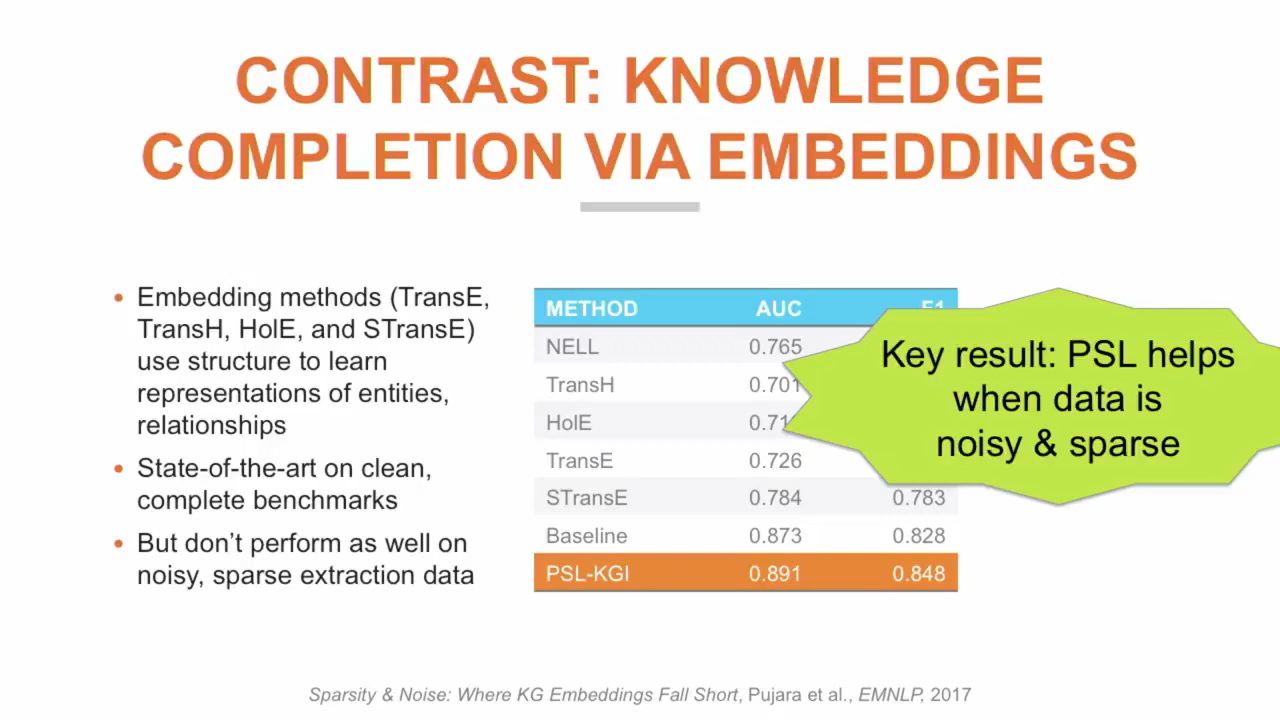 CONTRAST: KNOWLEDGE
COMPLETION VIA EMBEDDINGS
• Embedding methods (TransE,
TransH, HolE, and STransE)
use structure to learn
representations of entities,
relationships
• State-of-the-art on clean,
complete benchmarks
• But don't perform as well on
noisy, sparse extraction data
METHOD AUC F1
NELL 0.765
TransH 0.701
HolE
TransE 0.726
STransE 0.784 0.783
Baseline 0.873 0.828
PSL-KGI 0.891 0.848
Key result: PSL helps
when data is
noisy & sparse
Sparsity & Noise: Where KG Embeddings Fall Short, Pujara et al., EMNLP, 2017